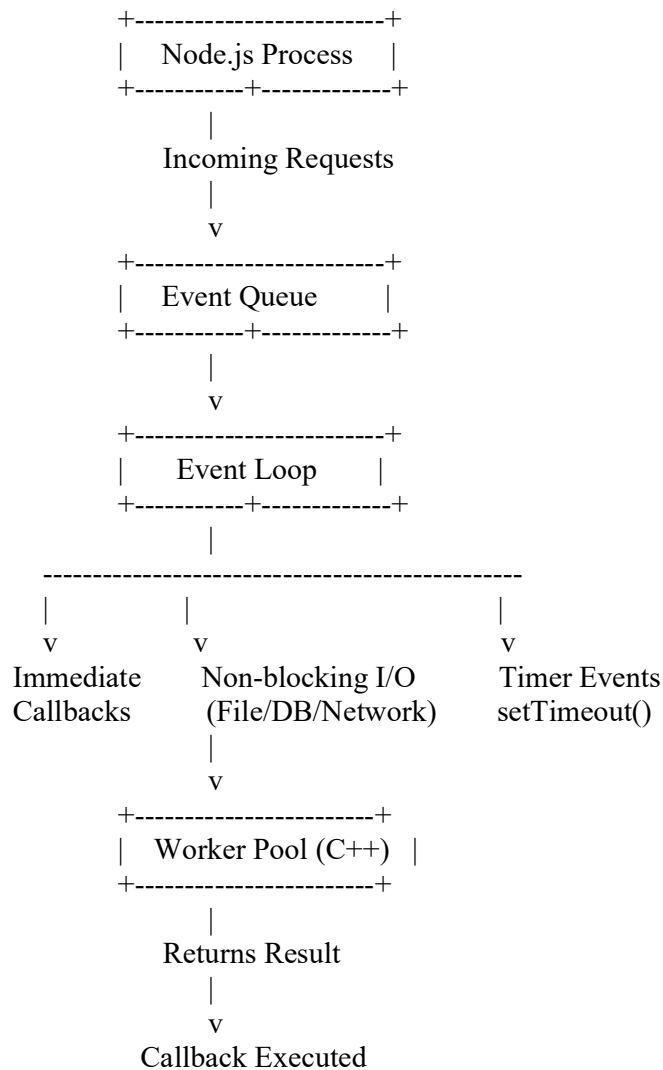 +-------------------------+
| Node.js Process |
+-----------+-------------+
|
Incoming Requests
|
v
+-------------------------+
| Event Queue |
+-----------+-------------+
|
v
+-------------------------+
| Event Loop |
+-----------+-------------+
|
------------------------------------------------
| | |
v v v
Immediate Non-blocking I/O Timer Events
Callbacks (File/DB/Network) setTimeout()
|
v
+------------------------+
| Worker Pool (C++) |
+------------------------+
|
Returns Result
|
v
Callback Executed